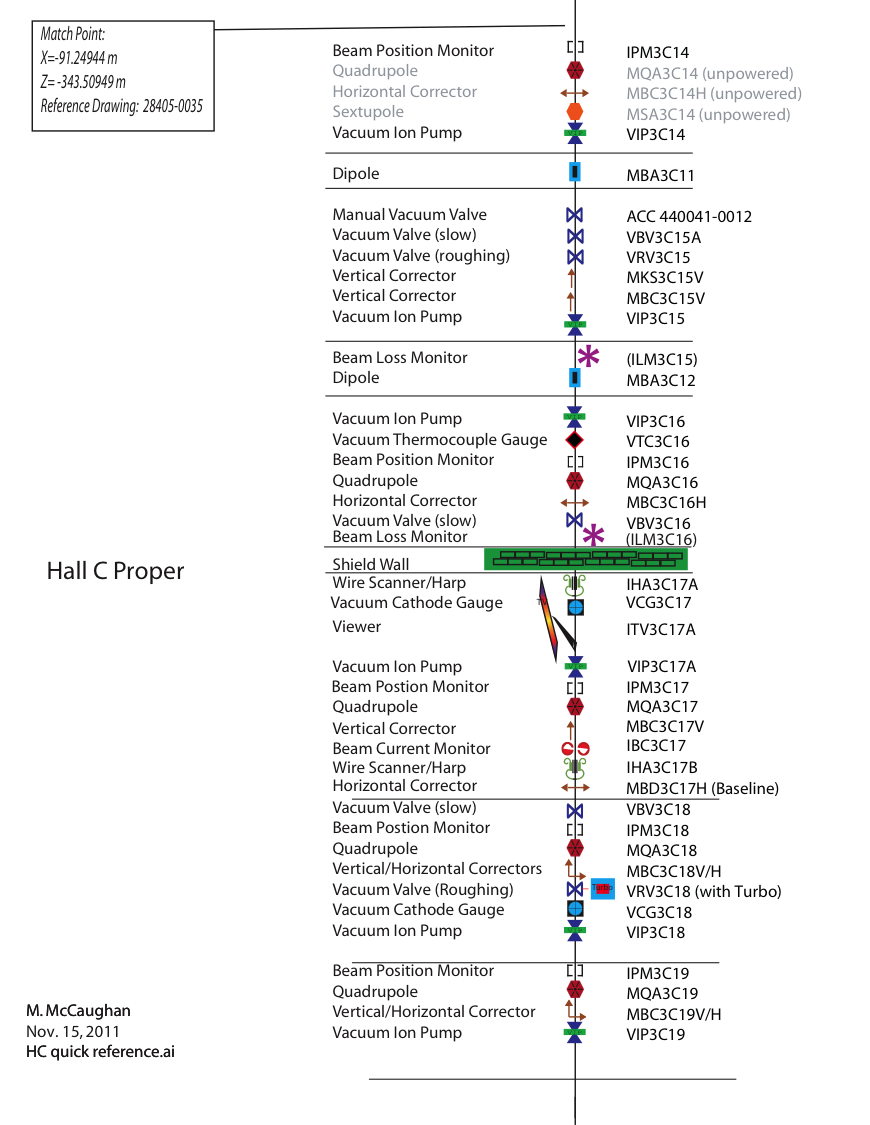 Match Point:
X=-91.24944 m
Z= -343.50949 m
Reference Drawing: 28405-0035
Beam Position Monitor IPM3C14
Quadrupole MQA3C14 (unpowered)
Horizontal Corrector MBC3C14H (unpowered)
Sextupole MSA3C14 (unpowered)
Vacuum Ion Pump VIP3C14
Dipole MBA3C11
Manual Vacuum Valve ACC 440041-0012
Vacuum Valve (slow) VBV3C15A
Vacuum Valve (roughing) VRV3C15
Vertical Corrector MKS3C15V
Vertical Corrector MBC3C15V
Vacuum Ion Pump VIP3C15
Beam Loss Monitor (ILM3C15)
Dipole MBA3C12
Vacuum Ion Pump VIP3C16
Vacuum Thermocouple Gauge VTC3C16
Beam Position Monitor IPM3C16
Quadrupole MQA3C16
Horizontal Corrector MBC3C16H
Vacuum Valve (slow) VBV3C16
Beam Loss Monitor (ILM3C16)
Hall C Proper
Shield Wall
Wire Scanner/Harp IHA3C17A
Vacuum Cathode Gauge VCG3C17
Viewer ITV3C17A
Vacuum Ion Pump VIP3C17A
Beam Postion Monitor IPM3C17
Quadrupole MQA3C17
Vertical Corrector MBC3C17V
Beam Current Monitor IBC3C17
Wire Scanner/Harp IHA3C17B
Horizontal Corrector MBD3C17H (Baseline)
Vacuum Valve (slow) VBV3C18
Beam Postion Monitor IPM3C18
Quadrupole MQA3C18
Vertical/Horizontal Correctors MBC3C18V/H
Vacuum Valve (Roughing) Turbo VRV3C18 (with Turbo)
Vacuum Cathode Gauge VCG3C18
Vacuum Ion Pump VIP3C18
Beam Position Monitor IPM3C19
Quadrupole MQA3C19
Vertical/Horizontal Corrector MBC3C19V/H
Vacuum Ion Pump VIP3C19
M. McCaughan
Nov. 15, 2011
HC quick reference.ai